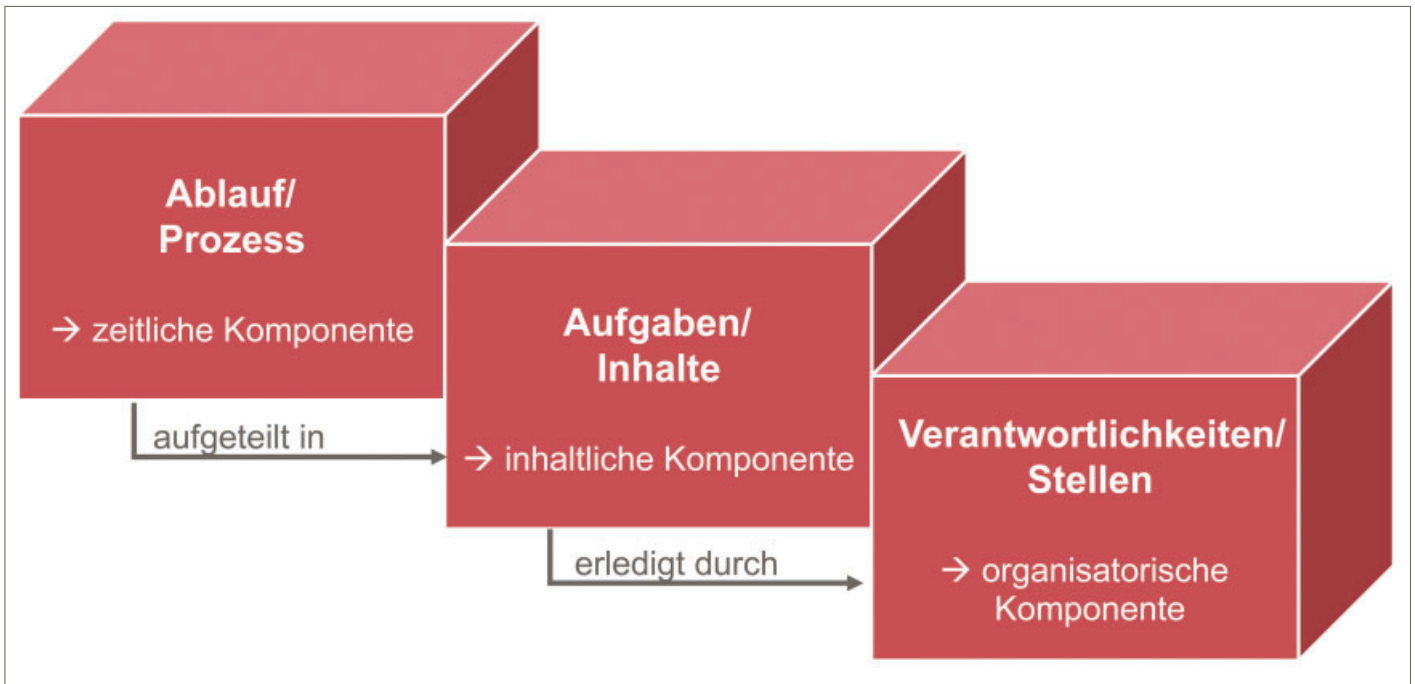 Ablauf/
Prozess
→ zeitliche Komponente
aufgeteilt in
Aufgaben/
Inhalte
→ inhaltliche Komponente
erledigt durch
Verantwortlichkeiten/
Stellen
→ organisatorische
Komponente